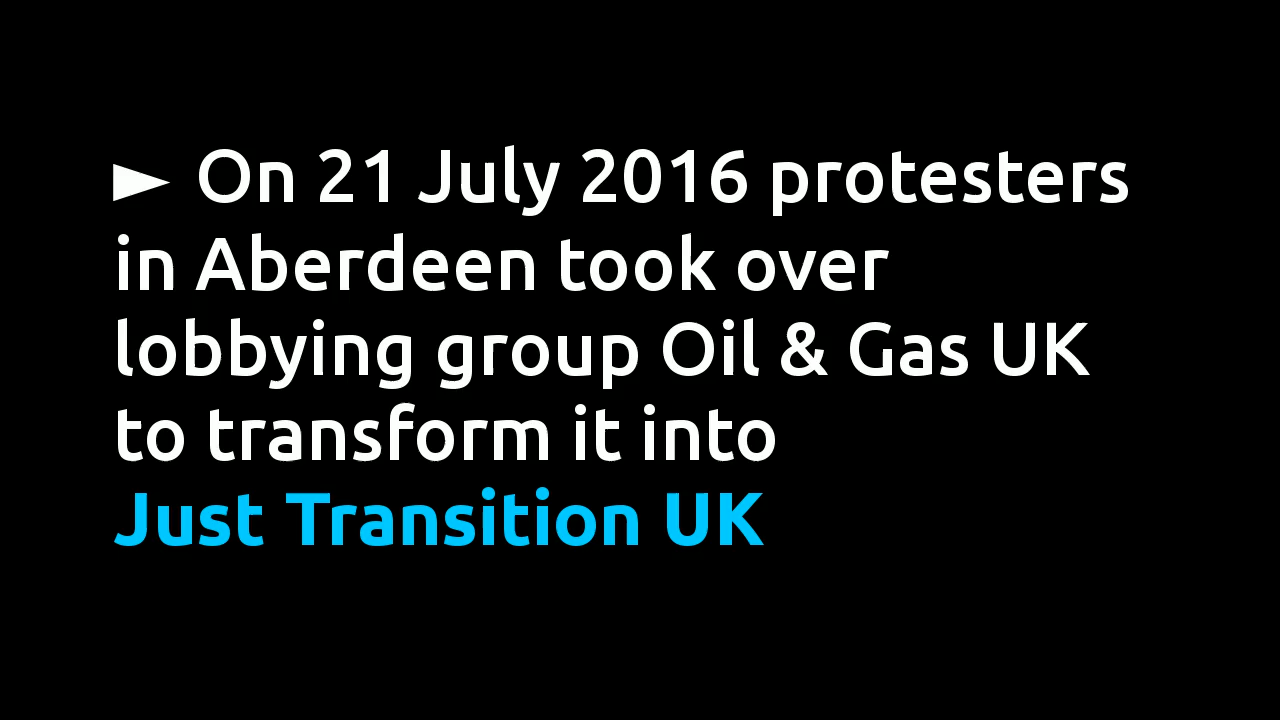 ► On 21 July 2016 protesters
in Aberdeen took over
lobbying group Oil & Gas UK
to transform it into
Just Transition UK